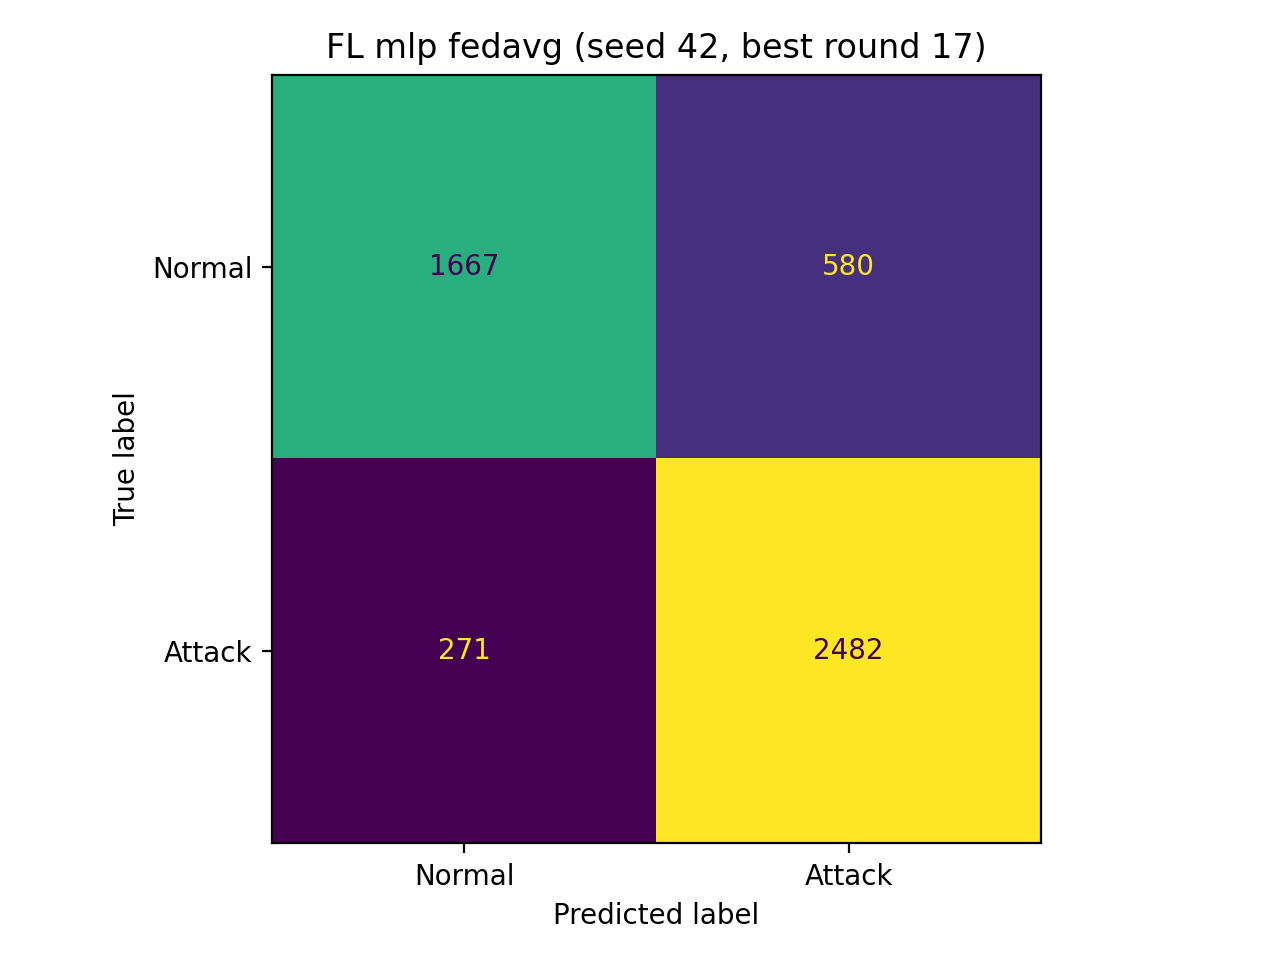 FL mlp fedavg (seed 42, best round 17)
Normal
1667
580
True label
Attack
271
2482
Normal
Attack
Predicted label